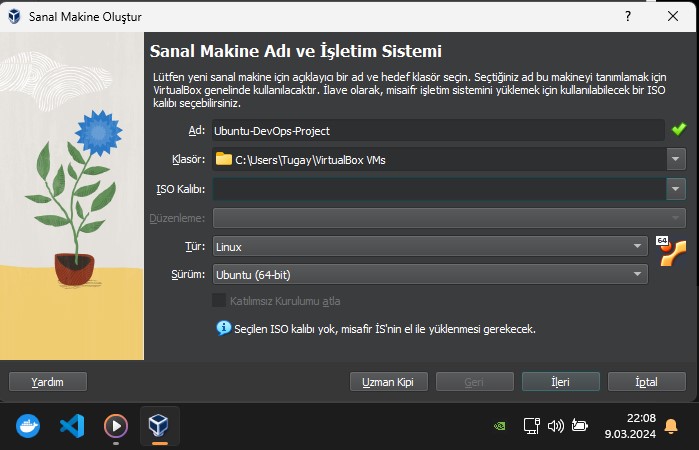 Sanal Makine Oluştur
Sanal Makine Adı ve İşletim Sistemi
Lütfen yeni sanal makine için açıklayıcı bir ad ve hedef klasör seçin. Seçtiğiniz ad bu makineyi tanımlamak için
VirtualBox genelinde kullanılacaktır. İlave olarak, misaifr işletim sistemini yüklemek için kullanılabilecek bir ISO
kalıbı seçebilirsiniz.
Ad: Ubuntu-DevOps-Project
Klasör: C:\Users\Tugay\VirtualBox VMs
ISO Kalıbı:
Düzenleme:
Tür: Linux
64
Sürüm: Ubuntu (64-bit)
Katılımsız Kurulumu atla
Seçilen ISO kalıbı yok, misafir İS'nin el ile yüklenmesi gerekecek.
Yardım
Uzman Kipi
Geri
İleri
İptal
22:08
9.03.2024